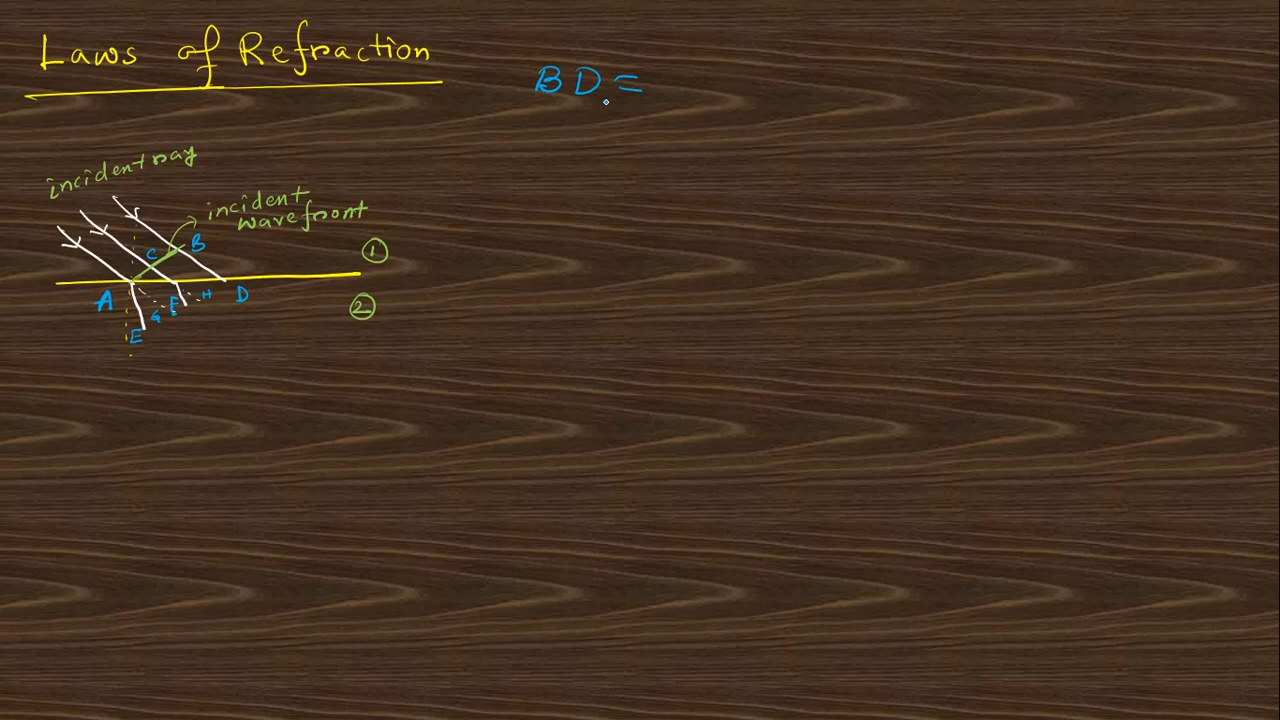 Laws of Refraction
BD=
incident ray
incident
wavefront
C
B
①
A
G
F
H
D
②
E